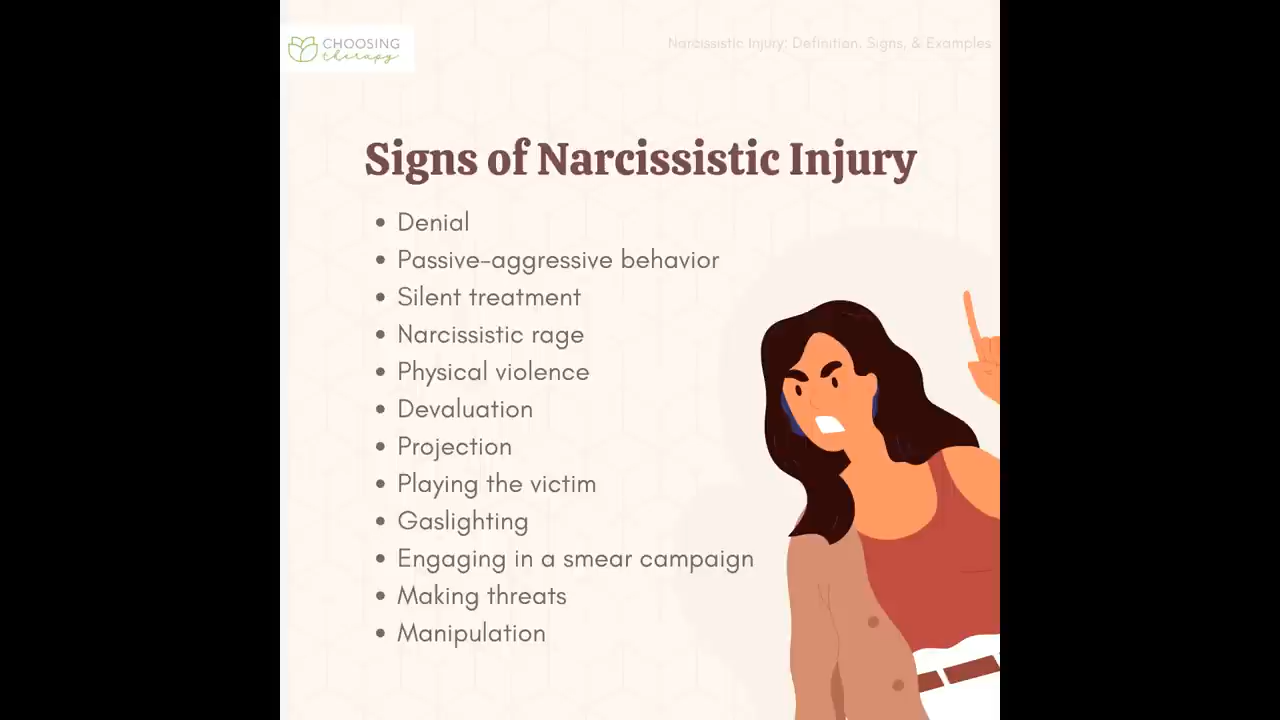 CHOOSING
therapy
Narcissistic Injury: Definition, Signs, & Examples
Signs of Narcissistic Injury
• Denial
• Passive-aggressive behavior
• Silent treatment
• Narcissistic rage
• Physical violence
• Devaluation
• Projection
• Playing the victim
• Gaslighting
• Engaging in a smear campaign
• Making threats
• Manipulation